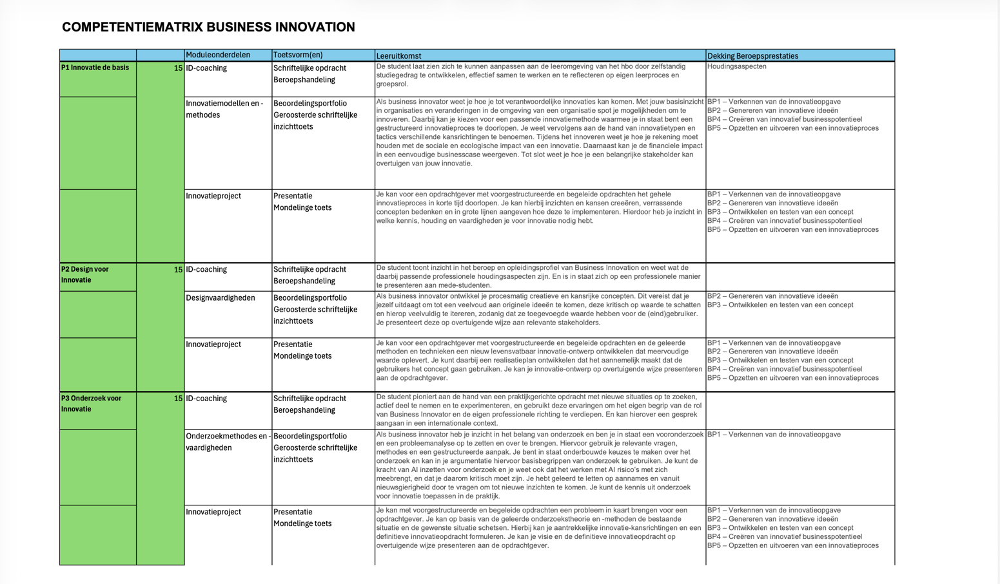 COMPETENTIEMATRIX BUSINESS INNOVATION
Moduleonderdelen Toetsvorm(en) Leeruitkomst Dekking Beroepsprestaties
P1 Innovatie de basis 15 ID-coaching
Schriftelijke opdracht
Beroepshandeling
De student laat zien zich te kunnen aanpassen aan de leeromgeving van het hbo door zelfstandig
studiegedrag te ontwikkelen, effectief samen te werken en te reflecteren op eigen leerproces en
groepsrol.
Houdingsaspecten
Innovatiemodellen en -
methodes
Beoordelingsportfolio
Geroosterde schriftelijke
inzichttoets
Als business innovator weet je hoe je tot verantwoordelijke innovaties kan komen. Met jouw basisinzicht
in organisaties en veranderingen in de omgeving van een organisatie spot je mogelijkheden om te
innoveren. Daarbij kan je kiezen voor een passende innovatiemethode waarmee je in staat bent een
gestructureerd innovatieproces te doorlopen. Je weet vervolgens aan de hand van innovatietypen en
tactics verschillende kansrichtingen te benoemen. Tijdens het innoveren weet je hoe je rekening moet
houden met de sociale en ecologische impact van een innovatie. Daarnaast kan je de financiele impact
in een eenvoudige businesscase weergeven. Tot slot weet je hoe je een belangrijke stakeholder kan
overtuigen van jouw innovatie.
BP1 – Verkennen van de innovatieopgave
BP2 – Genereren van innovatieve ideeën
BP4 – Creëren van innovatief businesspotentieel
BP5 – Opzetten en uitvoeren van een innovatieproces
Innovatieproject
Presentatie
Mondelinge toets
Je kan voor een opdrachtgever met voorgestructureerde en begeleide opdrachten het gehele
innovatieproces in korte tijd doorlopen. Je kan hierbij inzichten en kansen creeëren, verrassende
concepten bedenken en in grote lijnen aangeven hoe deze te implementeren. Hierdoor heb je inzicht in
welke kennis, houding en vaardigheden je voor innovatie nodig hebt.
BP1 – Verkennen van de innovatieopgave
BP2 – Genereren van innovatieve ideeën
BP3 – Ontwikkelen en testen van een concept
BP4 – Creëren van innovatief businesspotentieel
BP5 – Opzetten en uitvoeren van een innovatieproces
P2 Design voor
Innovatie
15 ID-coaching
Schriftelijke opdracht
Beroepshandeling
De student toont inzicht in het beroep en opleidingsprofiel van Business Innovation en weet wat de
daarbij passende professionele houdingsaspecten zijn. En is in staat zich op een professionele manier
te presenteren aan mede-studenten.
Designvaardigheden
Beoordelingsportfolio
Geroosterde schriftelijke
inzichttoets
Als business innovator ontwikkel je procesmatig creatieve en kansrijke concepten. Dit vereist dat je
jezelf uitdaagt om tot een veelvoud aan originele ideeën te komen, deze kritisch op waarde te schatten
en hierop veelvuldig te itereren, zodanig dat ze toegevoegde waarde hebben voor de (eind)gebruiker.
Je presenteert deze op overtuigende wijze aan relevante stakeholders.
BP2 – Genereren van innovatieve ideeën
BP3 – Ontwikkelen en testen van een concept
Innovatieproject
Presentatie
Mondelinge toets
Je kan voor een opdrachtgever met voorgestructureerde en begeleide opdrachten en de geleerde
methoden en technieken een nieuw levensvatbaar innovatie-ontwerp ontwikkelen dat meervoudige
waarde oplevert. Je kunt daarbij een realisatieplan ontwikkelen dat het aannemelijk maakt dat de
gebruikers het concept gaan gebruiken. Je kan je innovatie-ontwerp op overtuigende wijze presenteren
aan de opdrachtgever.
BP1 – Verkennen van de innovatieopgave
BP2 – Genereren van innovatieve ideeën
BP3 – Ontwikkelen en testen van een concept
BP4 – Creëren van innovatief businesspotentieel
BP5 – Opzetten en uitvoeren van een innovatieproces
P3 Onderzoek voor
Innovatie
15 ID-coaching
Schriftelijke opdracht
Beroepshandeling
De student pioniert aan de hand van een praktijkgerichte opdracht met nieuwe situaties op te zoeken,
actief deel te nemen en te experimenteren, en gebruikt deze ervaringen om het eigen begrip van de rol
van Business Innovator en de eigen professionele richting te verdiepen. En kan hierover een gesprek
aangaan in een internationale context.
Onderzoekmethodes en -
vaardigheden
Beoordelingsportfolio
Geroosterde schriftelijke
inzichttoets
Als business innovator heb je inzicht in het belang van onderzoek en ben je in staat een vooronderzoek
en een probleemanalyse op te zetten en over te brengen. Hiervoor gebruik je relevante vragen,
methodes en een gestructureerde aanpak. Je bent in staat onderbouwde keuzes te maken over het
onderzoek en kan in je argumentatie hiervoor basisbegrippen van onderzoek te gebruiken. Je kunt de
kracht van AI inzetten voor onderzoek en je weet ook dat het werken met AI risico's met zich
meebrengt, en dat je daarom kritisch moet zijn. Je hebt geleerd te letten op aannames en vanuit
nieuwsgierigheid door te vragen om tot nieuwe inzichten te komen. Je kunt de kennis uit onderzoek
voor innovatie toepassen in de praktijk.
BP1 – Verkennen van de innovatieopgave
Innovatieproject
Presentatie
Mondelinge toets
Je kan met voorgestructureerde en begeleide opdrachten een probleem in kaart brengen voor een
opdrachtgever. Je kan op basis van de geleerde onderzoekstheorie en -methoden de bestaande
situatie en de gewenste situatie schetsen. Hierbij kan je aantrekkelijke innovatie-kansrichtingen en een
definitieve innovatieopdracht formuleren. Je kan je visie en de definitieve innovatieopdracht op
overtuigende wijze presenteren aan de opdrachtgever.
BP1 – Verkennen van de innovatieopgave
BP2 – Genereren van innovatieve ideeën
BP3 – Ontwikkelen en testen van een concept
BP4 – Creëren van innovatief businesspotentieel
BP5 – Opzetten en uitvoeren van een innovatieproces